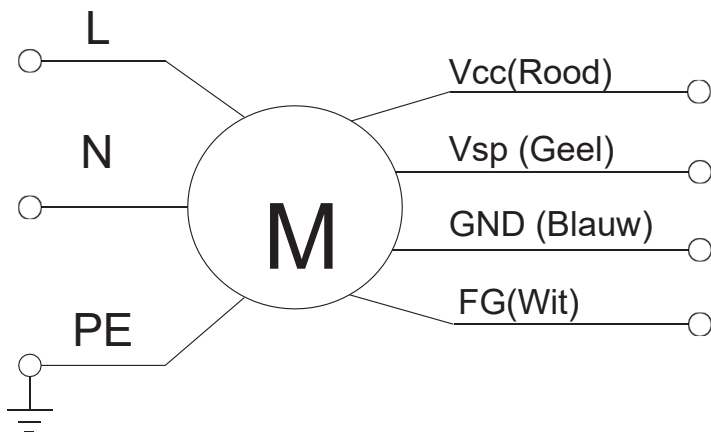 L
N
PE
M
Vcc(Rood)
Vsp (Geel)
GND (Blauw)
FG(Wit)